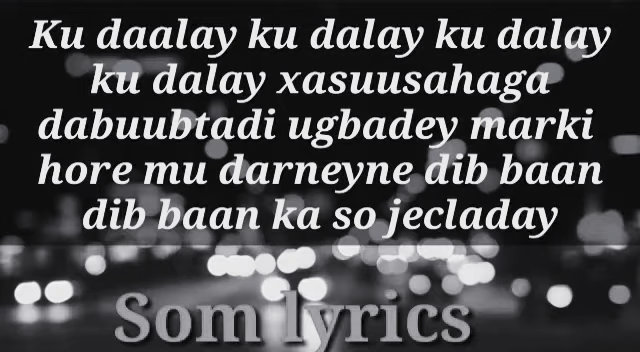 Ku daalay ku dalay ku dalay
ku dalay xasuusahaga
dabuubtadi ugbadey marki
hore mu darneyne dib baan
dib baan ka so jecladay
Som lyrics